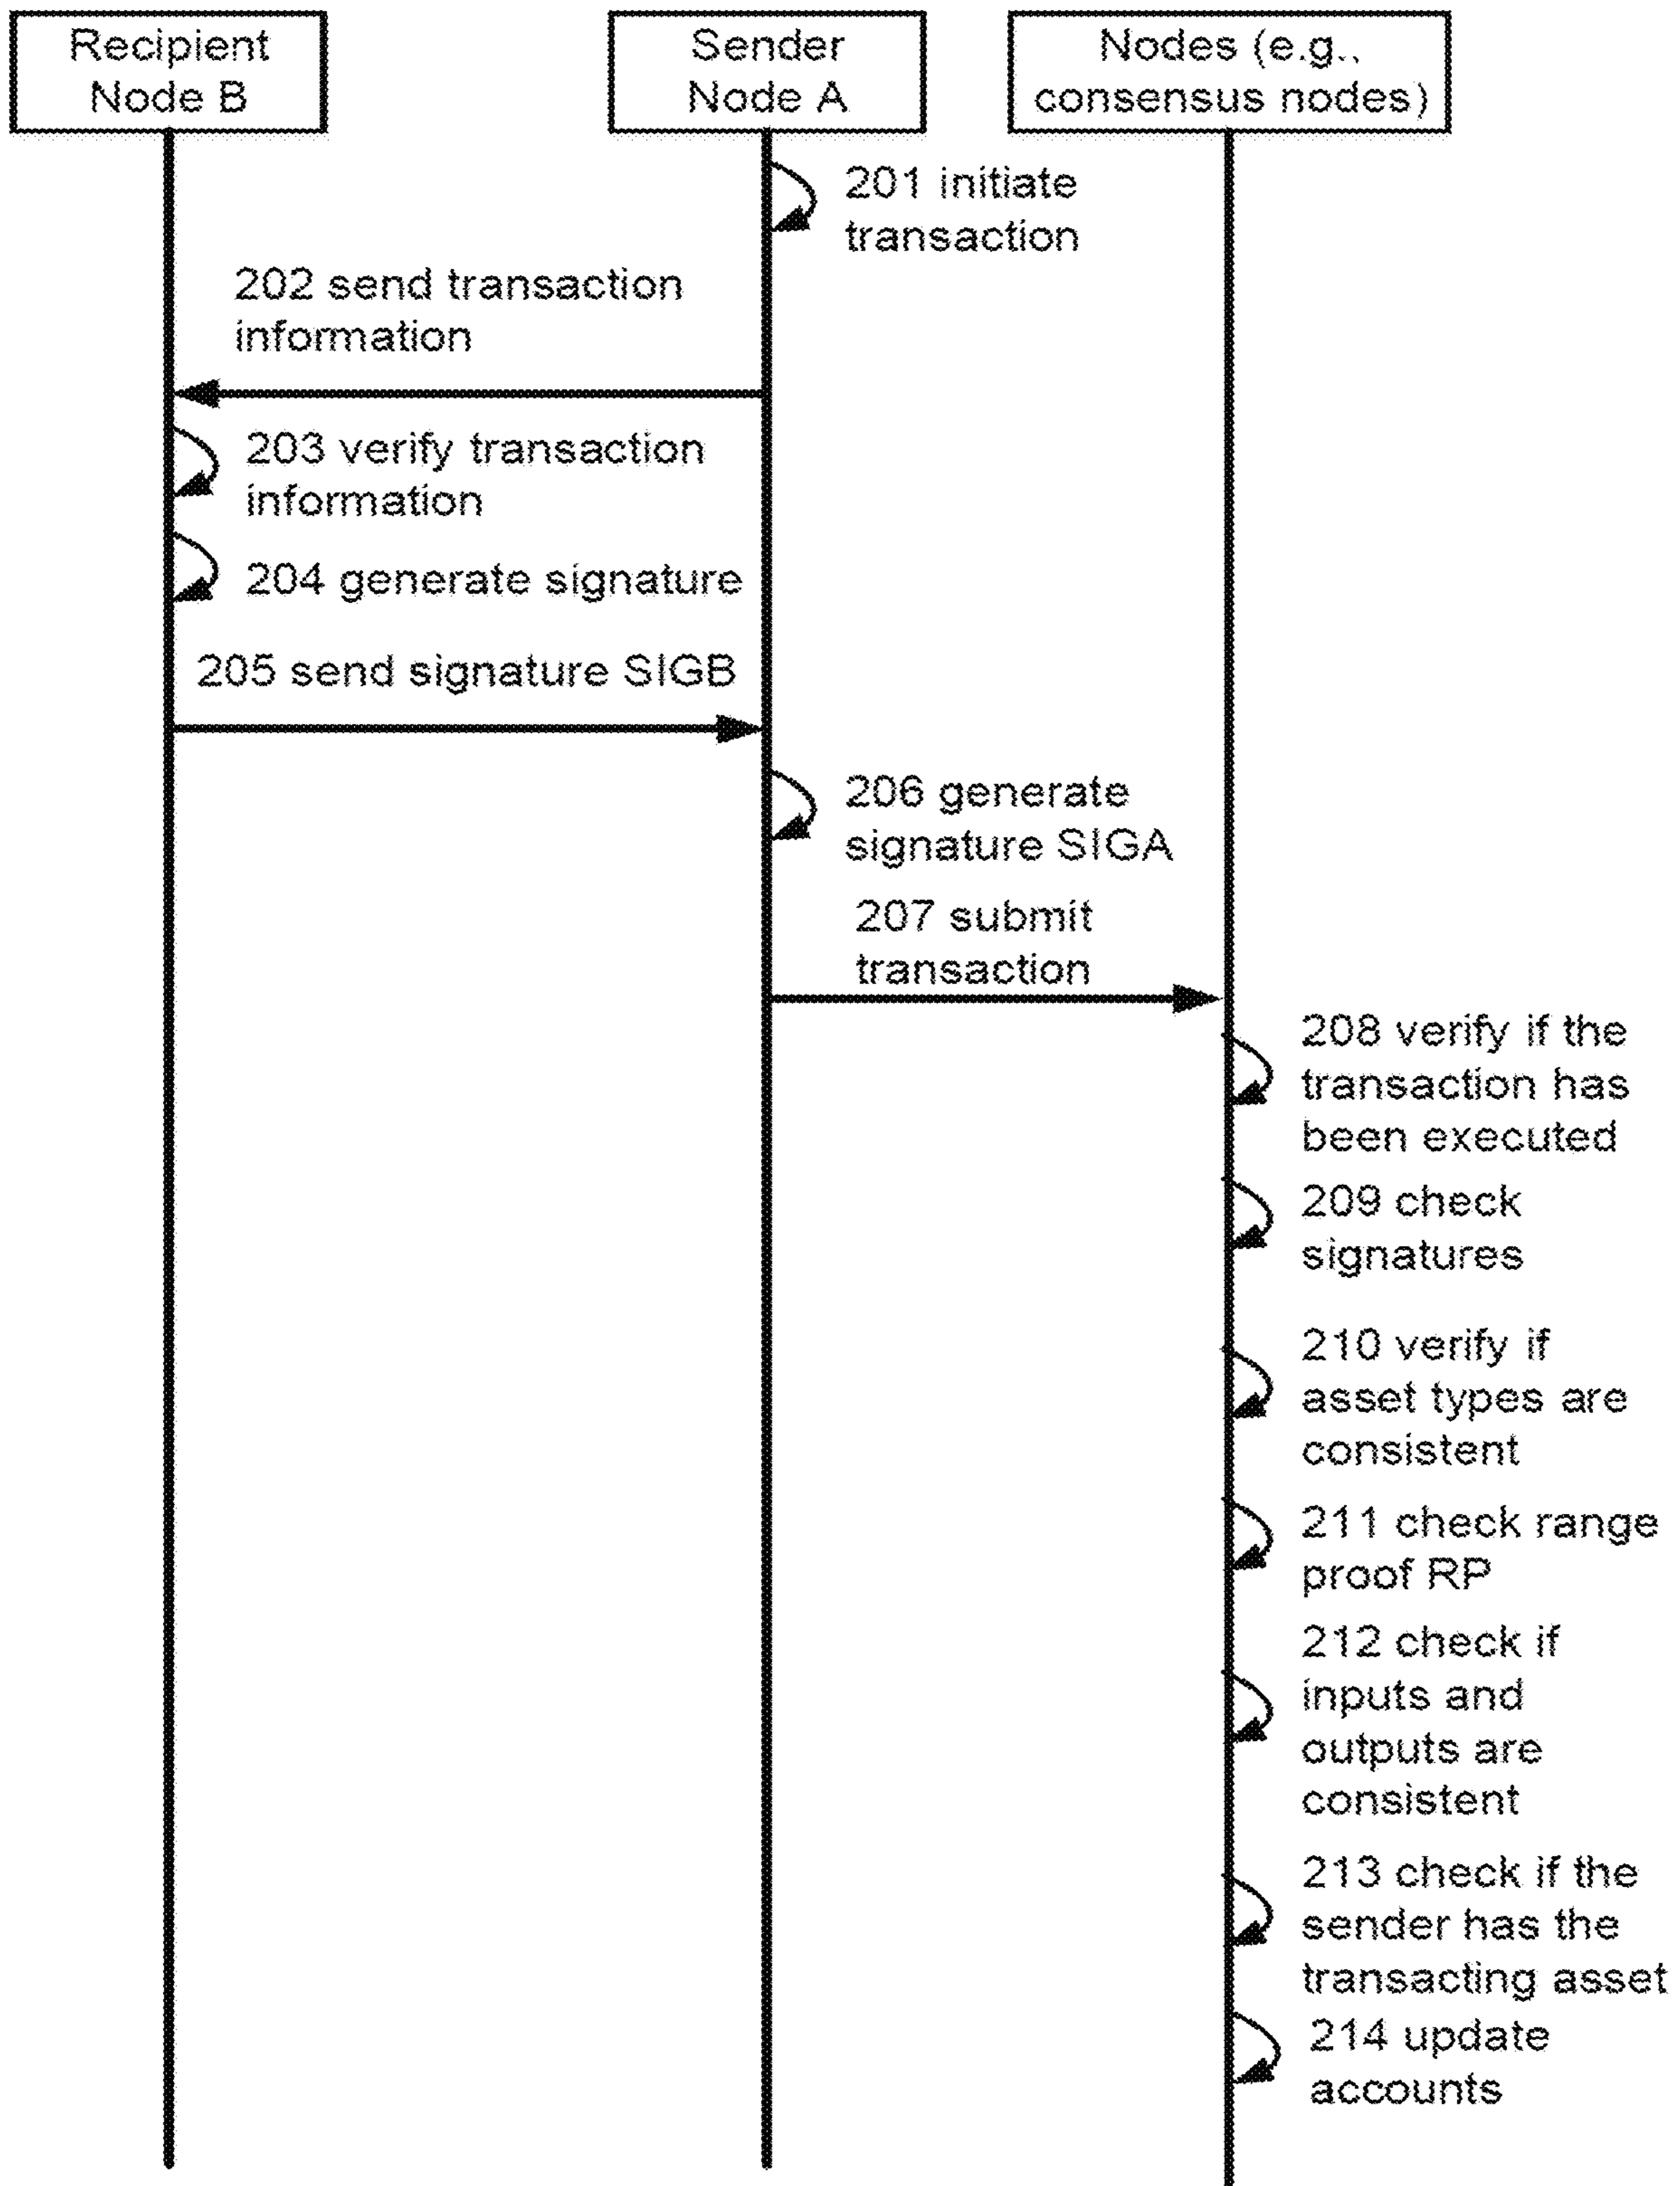 Recipient
Node B
Sender
Node A
Nodes (e.g.,
consensus nodes)
201 initiate
transaction
202 send transaction
information
203 verify transaction
information
204 generate signature
205 send signature SIGB
206 generate
signature SIGA
207 submit
transaction
208 verify if the
transaction has
been executed
209 check
signatures
210 verify if
asset types are
consistent
211 check range
proof RP
212 check if
inputs and
outputs are
consistent
213 check if the
sender has the
transacting asset
214 update
accounts